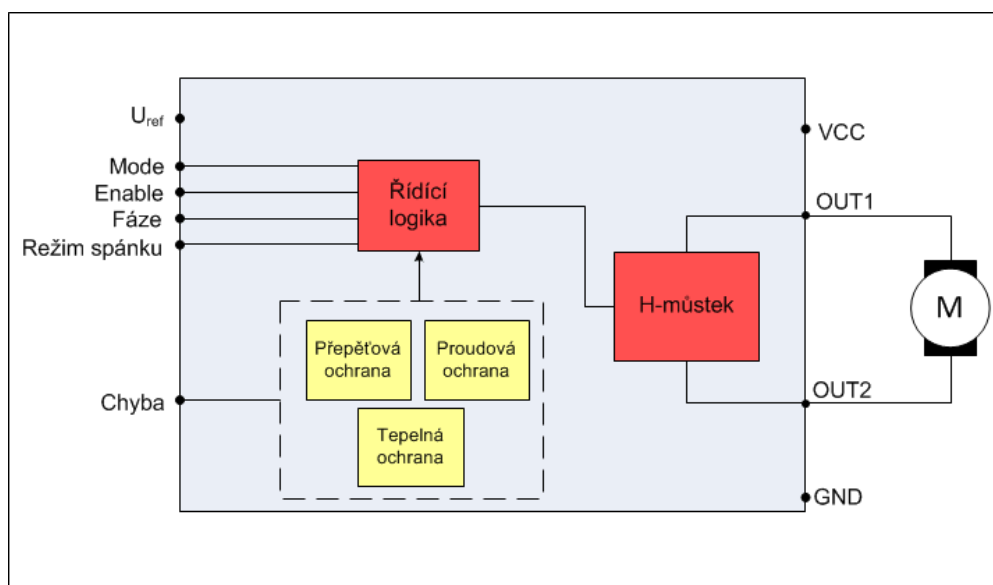 U_ref
Mode
Enable
Fáze
Režim spánku
Chyba
Řídící
logika
Přepěťová
ochrana
Proudová
ochrana
Tepelná
ochrana
H-můstek
VCC
OUT1
OUT2
GND
M